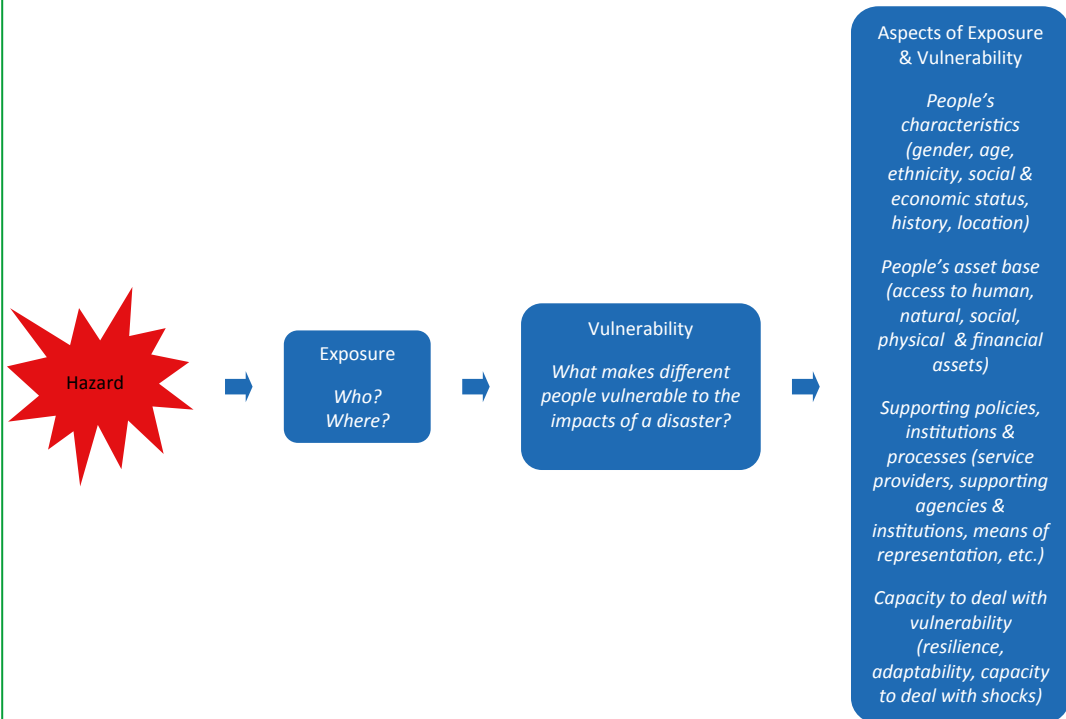 Hazard
Exposure
Who?
Where?
Vulnerability
What makes different
people vulnerable to the
impacts of a disaster?
Aspects of Exposure
& Vulnerability
People’s
characteristics
(gender, age,
ethnicity, social &
economic status,
history, location)
People’s asset base
(access to human,
natural, social,
physical & financial
assets)
Supporting policies,
institutions &
processes (service
providers, supporting
agencies &
institutions, means of
representation, etc.)
Capacity to deal with
vulnerability
(resilience,
adaptability, capacity
to deal with shocks)